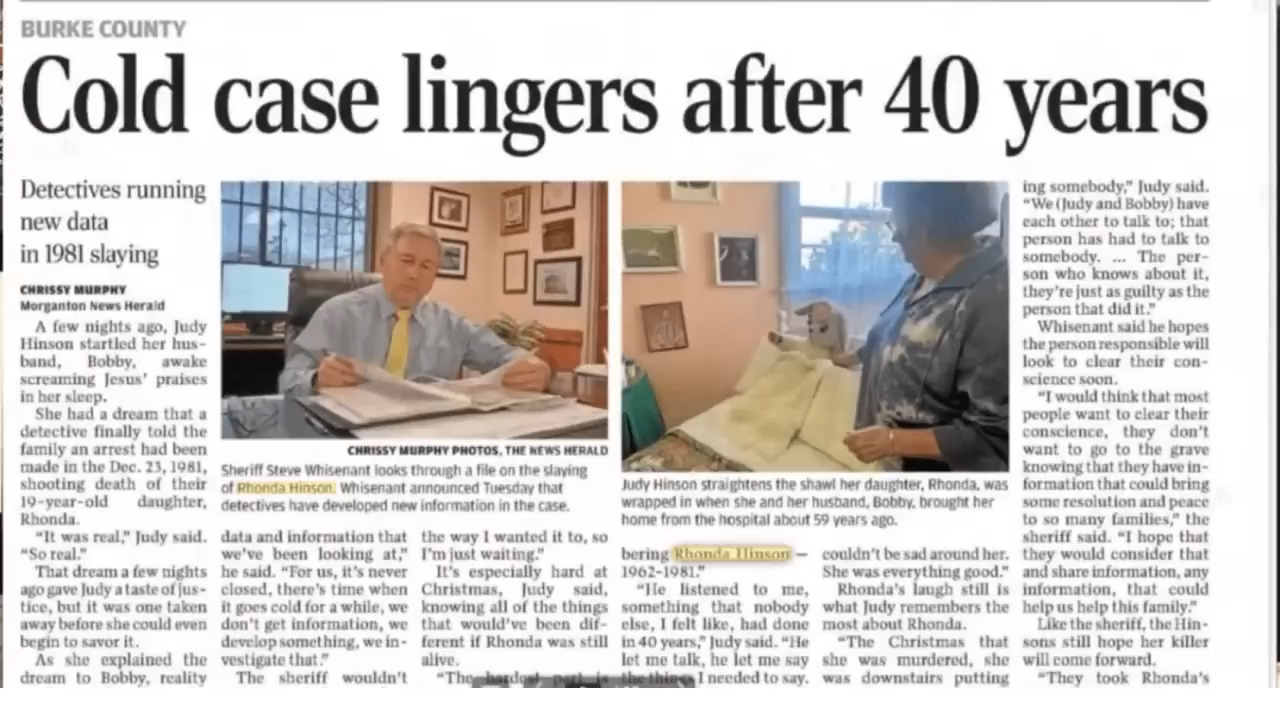 BURKE COUNTY
Cold case lingers after 40 years
Detectives running
new data
in 1981 slaying
CHRISSY MURPHY
Morganton News Herald
A few nights ago, Judy
Hinson startled her hus-
band, Bobby, awake
screaming Jesus' praises
in her sleep.
She had a dream that a
detective finally told the
family an arrest had been
made in the Dec. 23, 1981,
shooting death of their
19-year-old daughter,
Rhonda.
"It was real," Judy said.
"So real."
That dream a few nights
ago gave Judy a taste of jus-
tice, but it was one taken
away before she could even
begin to savor it.
As she explained the
dream to Bobby, reality
CHRISSY MURPHY PHOTOS, THE NEWS HERALD
Sheriff Steve Whisenant looks through a file on the slaying
of Rhonda Hinson. Whisenant announced Tuesday that
detectives have developed new information in the case.
data and information that
we've been looking at,"
he said. "For us, it's never
closed, there's time when
it goes cold for a while, we
don't get information, we
develop something, we in-
vestigate that."
The sheriff wouldn't
the way I wanted it to, so
I'm just waiting."
It's especially hard at
Christmas, Judy said,
knowing all of the things
that would've been dif-
ferent if Rhonda was still
alive.
"The hardest part is
Judy Hinson straightens the shawl her daughter, Rhonda, was
wrapped in when she and her husband, Bobby, brought her
home from the hospital about 59 years ago.
bering Rhonda Hinson —
1962-1981."
"He listened to me,
something that nobody
else, I felt like, had done
in 40 years," Judy said. "He
let me talk, he let me say
the things I needed to say.
couldn't be sad around her.
She was everything good."
Rhonda's laugh still is
what Judy remembers the
most about Rhonda.
"The Christmas that
she was murdered, she
was downstairs putting
ing somebody," Judy said.
"We (Judy and Bobby) have
each other to talk to; that
person has had to talk to
somebody. ... The per-
son who knows about it,
they're just as guilty as the
person that did it."
Whisenant said he hopes
the person responsible will
look to clear their con-
science soon.
"I would think that most
people want to clear their
conscience, they don't
want to go to the grave
knowing that they have in-
formation that could bring
some resolution and peace
to so many families," the
sheriff said. "I hope that
they would consider that
and share information, any
information, that could
help us help this family."
Like the sheriff, the Hin-
sons still hope her killer
will come forward.
"They took Rhonda's